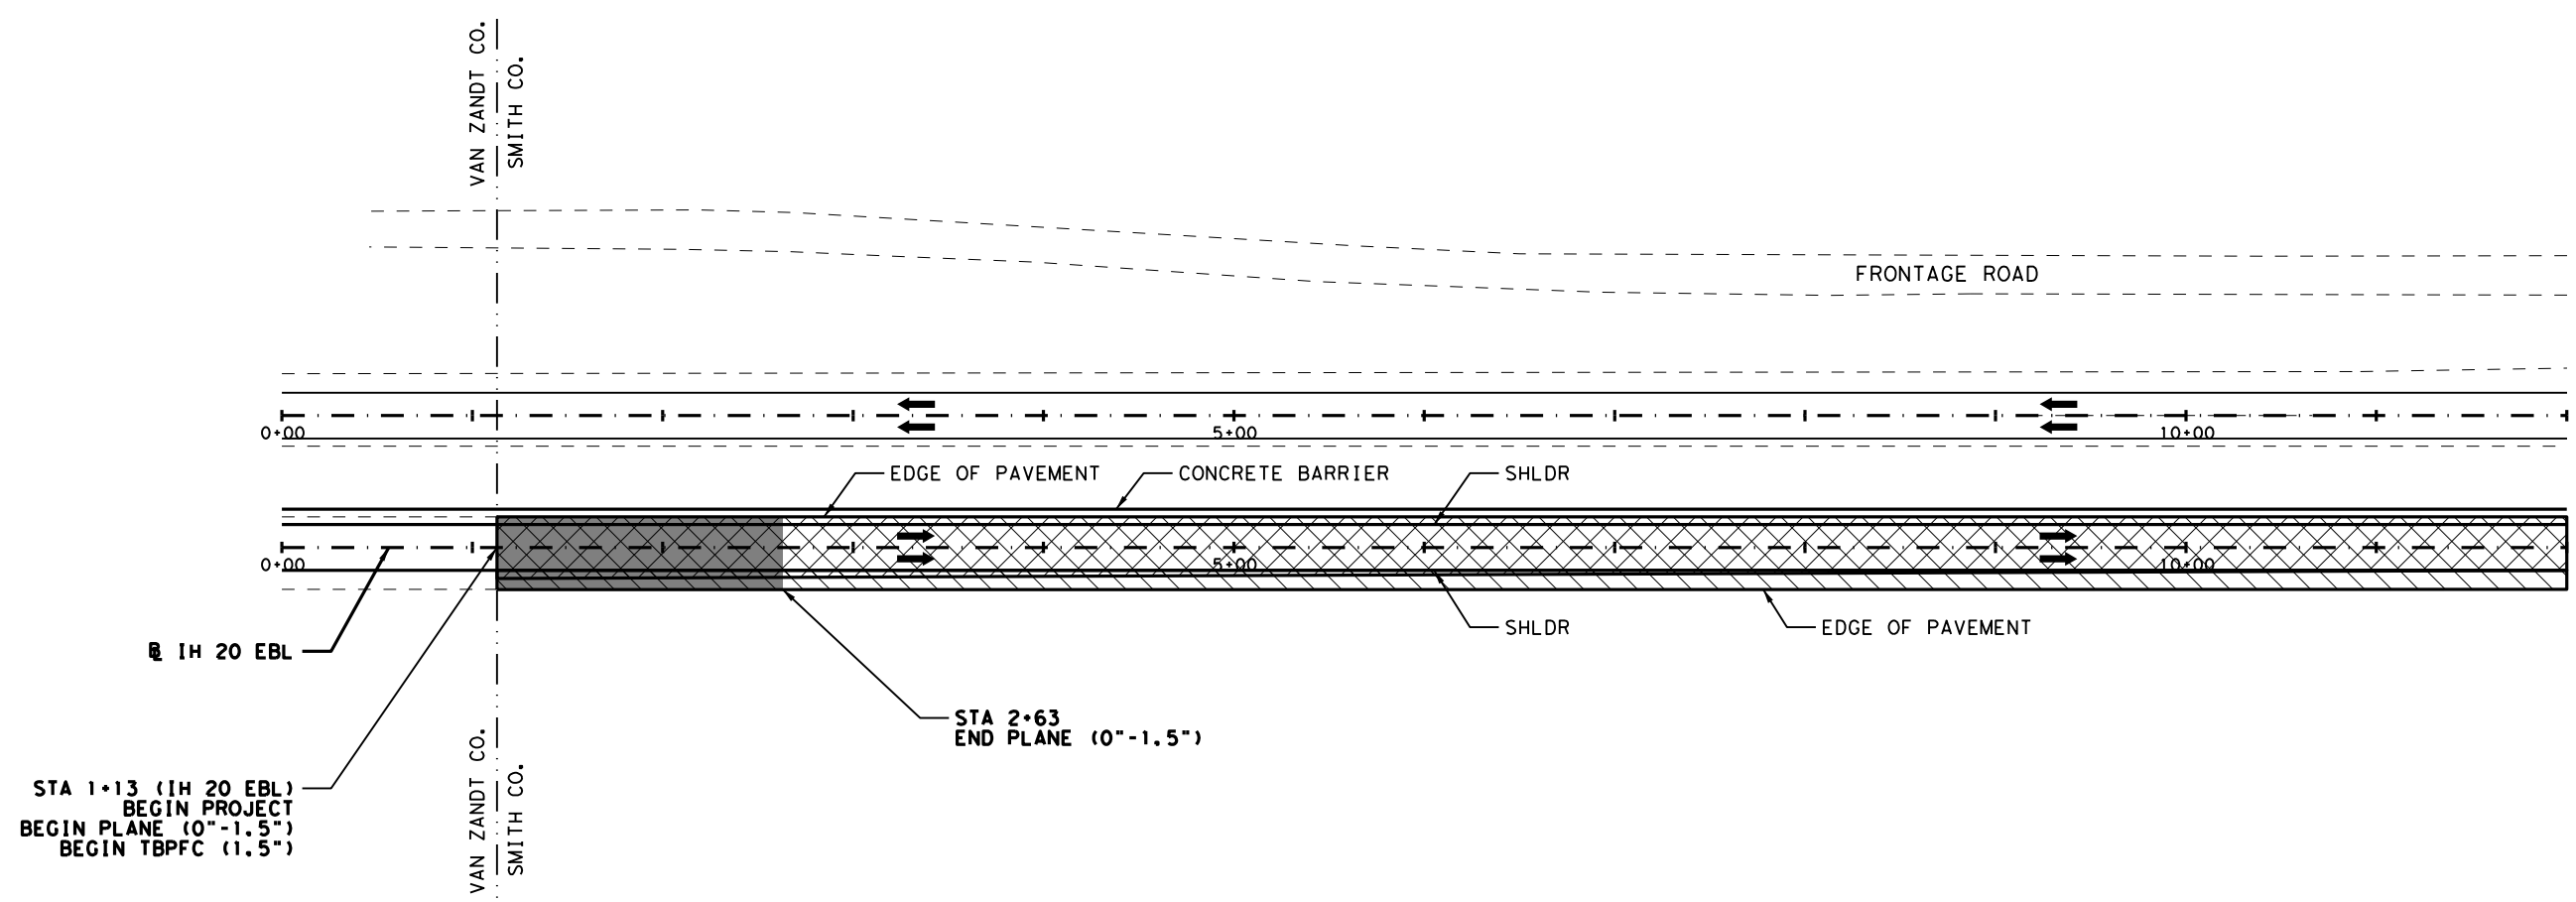 VAN ZANDT CO.
SMITH CO.
FRONTAGE ROAD
0+00
5+00
10+00
EDGE OF PAVEMENT
CONCRETE BARRIER
SHLDR
0+00
5+00
10+00
SHLDR
EDGE OF PAVEMENT
BL IH 20 EBL
STA 2+63
END PLANE (0"-1.5")
STA 1+13 (IH 20 EBL)
BEGIN PROJECT
BEGIN PLANE (0"-1.5")
BEGIN TBPFC (1.5")
VAN ZANDT CO.
SMITH CO.